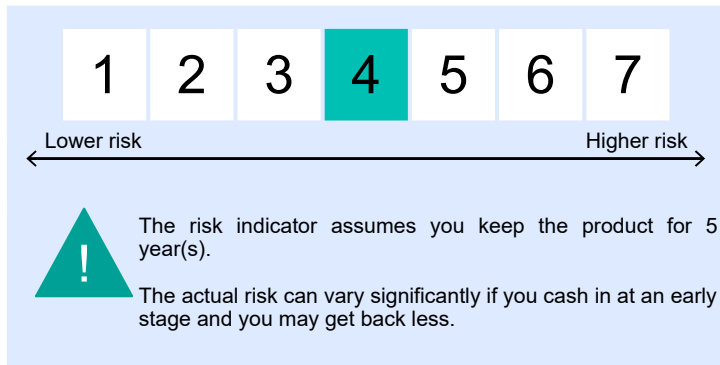 1 2 3 4 5 6 7
Lower risk Higher risk
!
The risk indicator assumes you keep the product for 5
year(s).
The actual risk can vary significantly if you cash in at an early
stage and you may get back less.